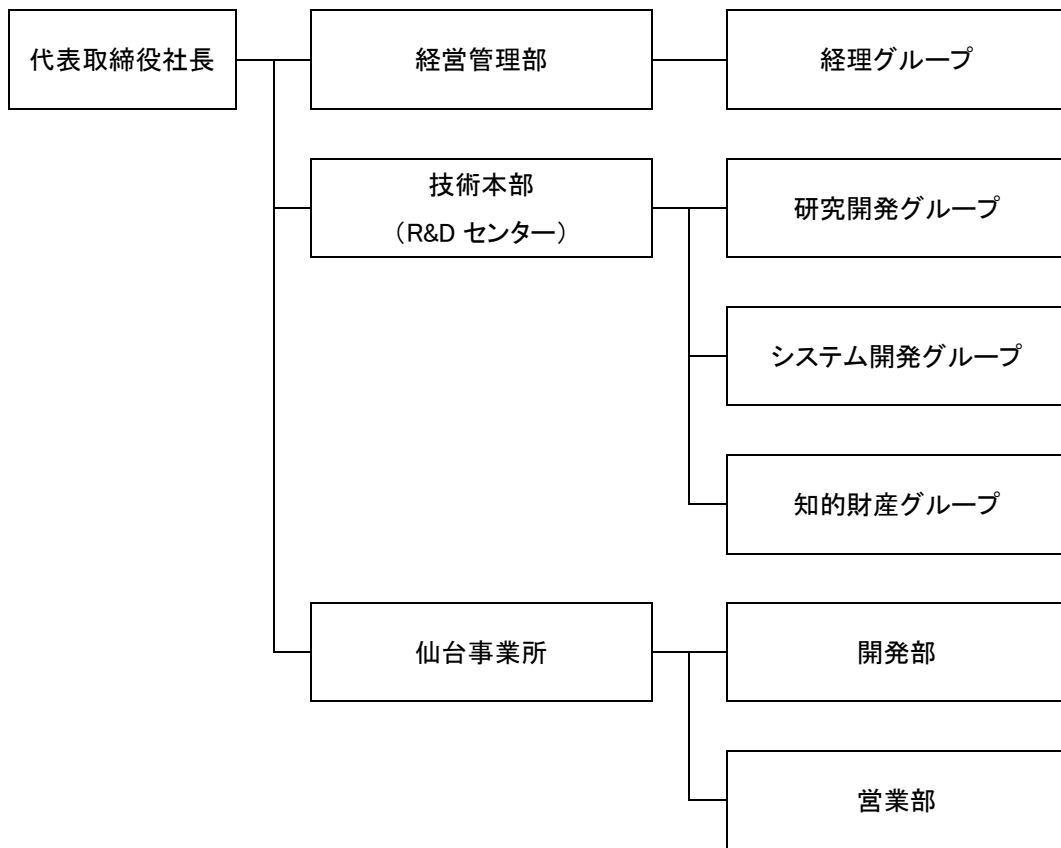 代表取締役社長
経営管理部
経理グループ
技術本部
（R&D センター）
研究開発グループ
システム開発グループ
知的財産グループ
仙台事業所
開発部
営業部